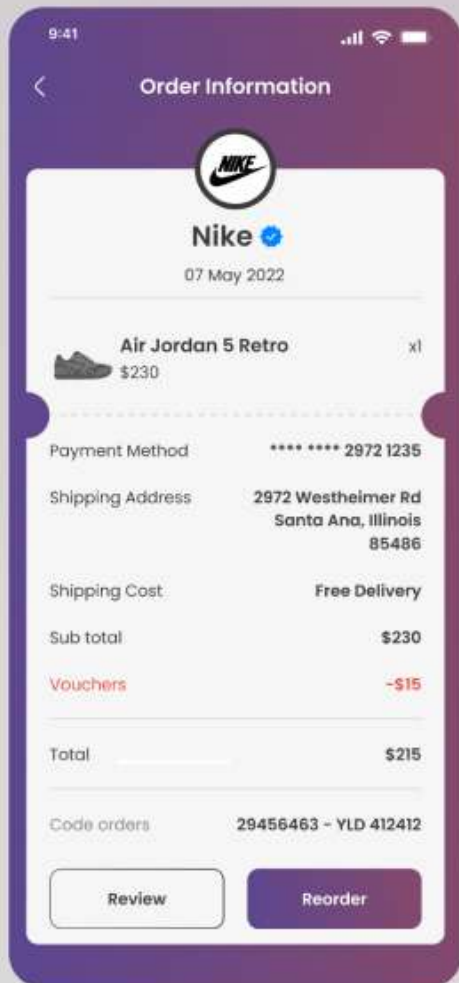 9:41
Order Information
NIKE
Nike
07 May 2022
Air Jordan 5 Retro x1
$230
Payment Method **** **** 2972 1235
Shipping Address 2972 Westheimer Rd
Santa Ana, Illinois
85486
Shipping Cost Free Delivery
Sub total $230
Vouchers -$15
Total $215
Code orders 29456463 - YLD 412412
Review Reorder